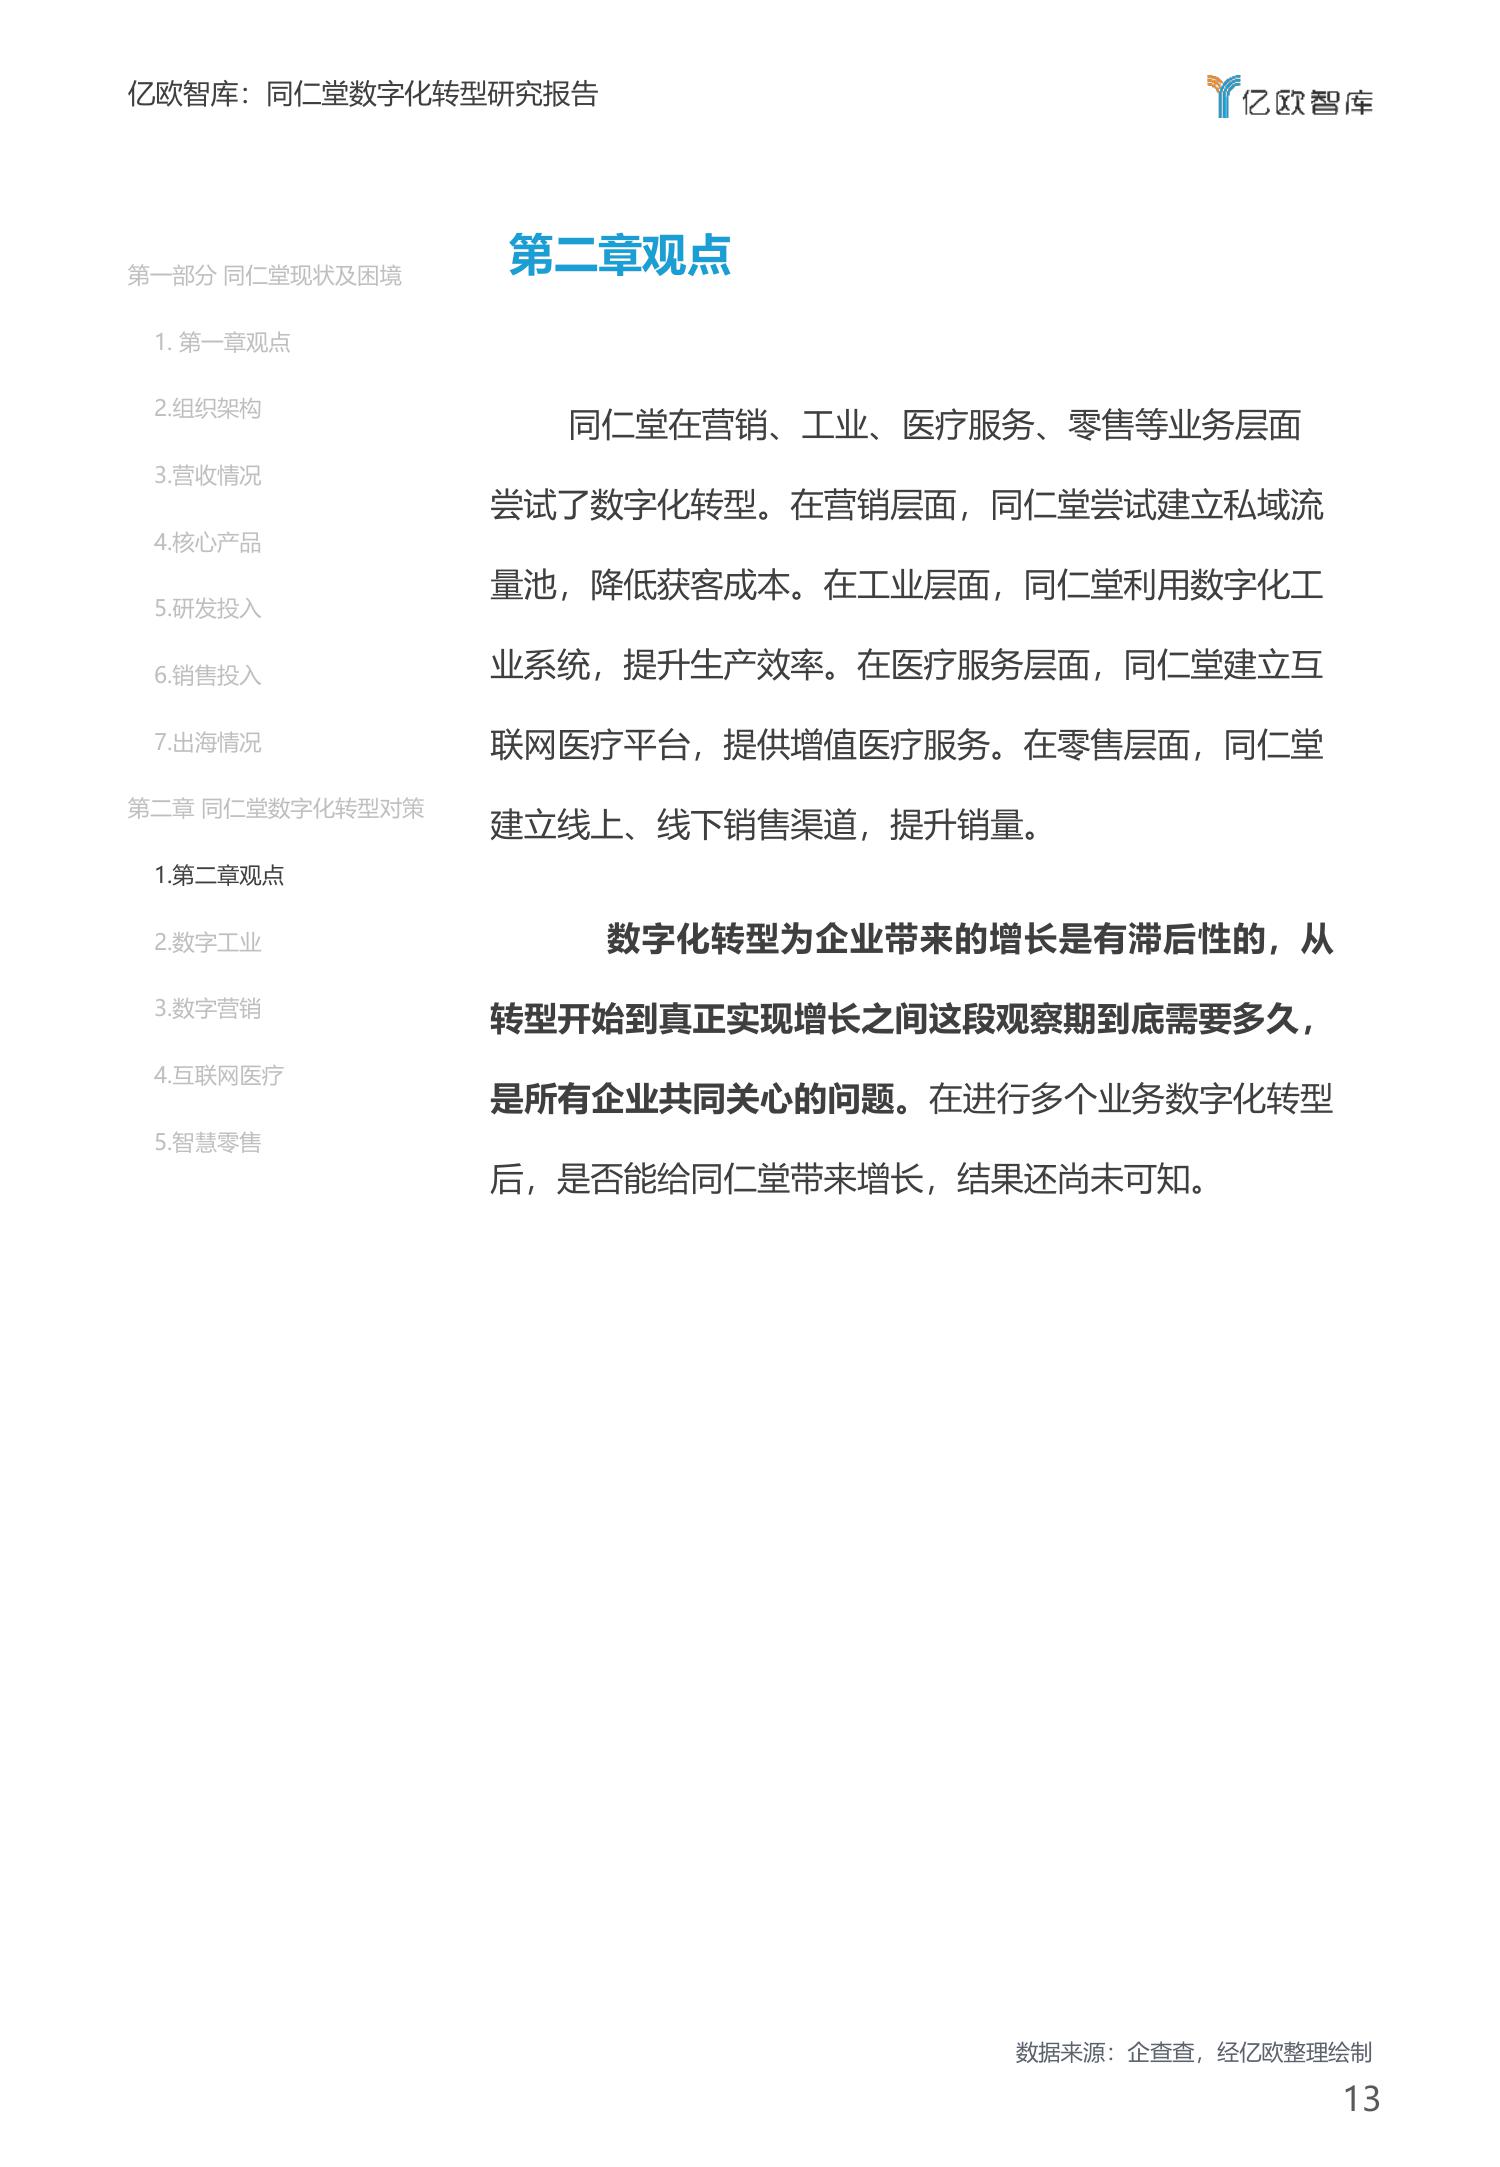 亿欧智库：同仁堂数字化转型研究报告
亿欧智库
第一部分 同仁堂现状及困境
1. 第一章观点
2.组织架构
3.营收情况
4.核心产品
5.研发投入
6.销售投入
7.出海情况
第二章 同仁堂数字化转型对策
1.第二章观点
2.数字工业
3.数字营销
4.互联网医疗
5.智慧零售
第二章观点
同仁堂在营销、工业、医疗服务、零售等业务层面
尝试了数字化转型。在营销层面，同仁堂尝试建立私域流
量池，降低获客成本。在工业层面，同仁堂利用数字化工
业系统，提升生产效率。在医疗服务层面，同仁堂建立互
联网医疗平台，提供增值医疗服务。在零售层面，同仁堂
建立线上、线下销售渠道，提升销量。
数字化转型为企业带来的增长是有滞后性的，从
转型开始到真正实现增长之间这段观察期到底需要多久，
是所有企业共同关心的问题。在进行多个业务数字化转型
后，是否能给同仁堂带来增长，结果还尚未可知。
数据来源：企查查，经亿欧整理绘制
13